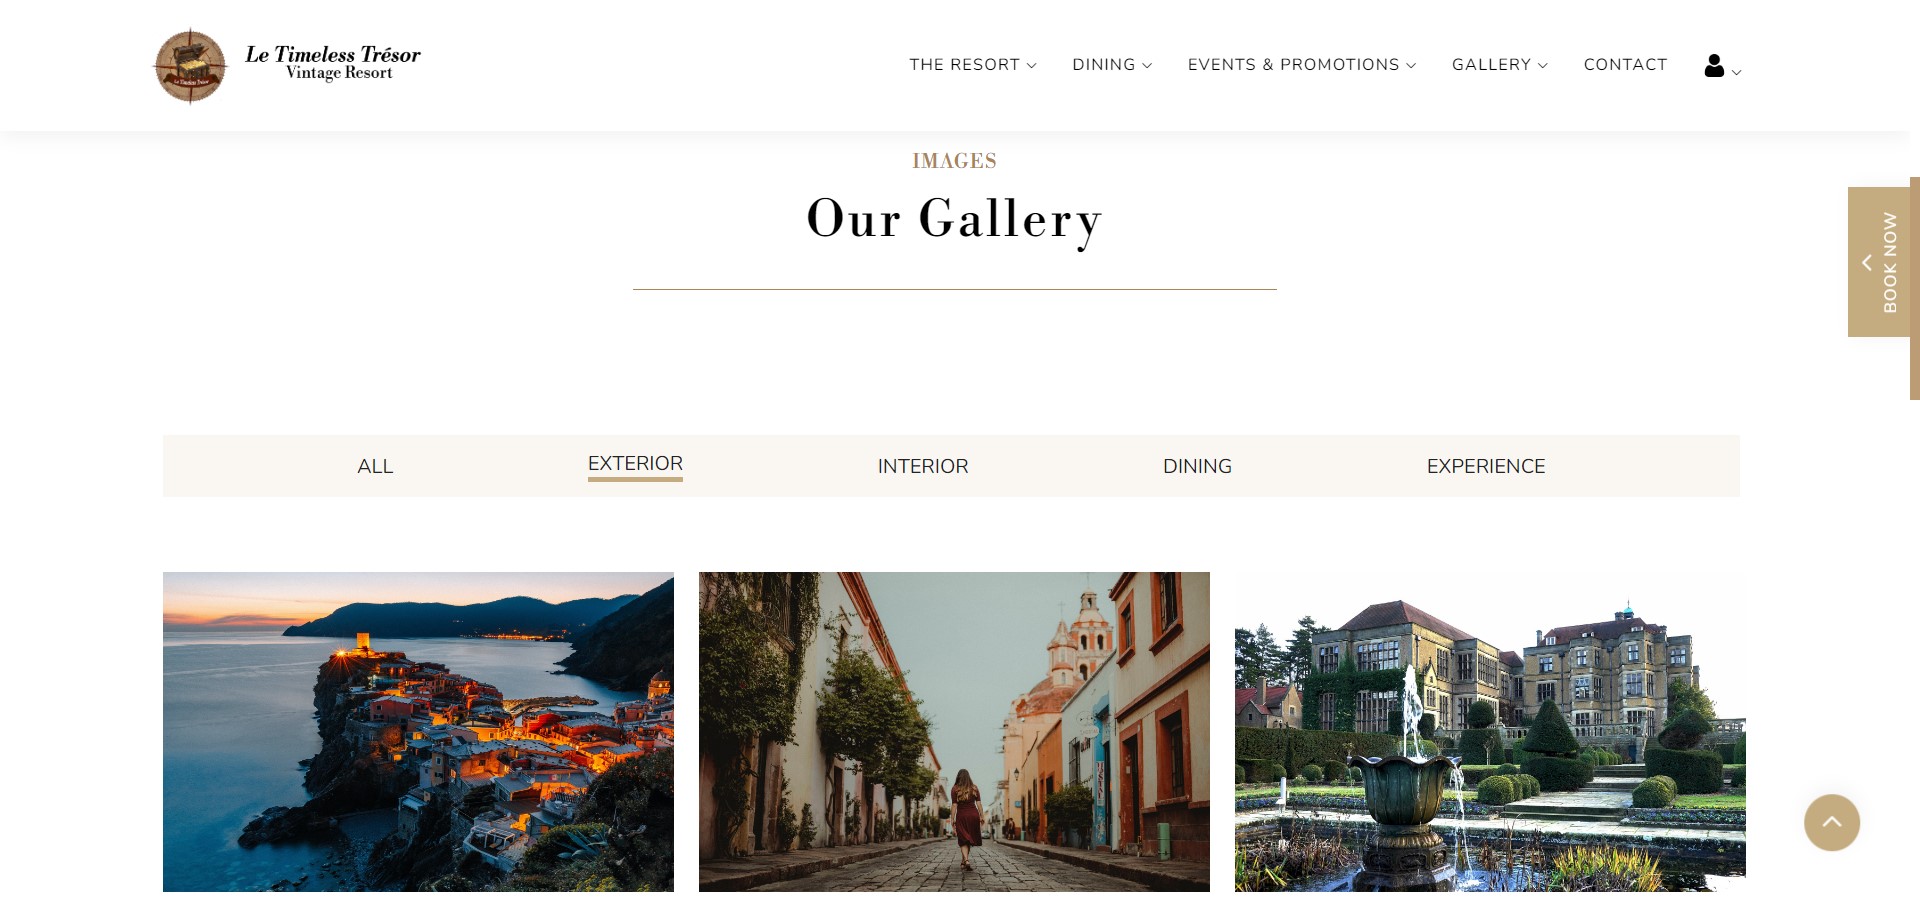 Le Timeless Trésor
Vintage Resort
THE RESORT
DINING
EVENTS & PROMOTIONS
GALLERY
CONTACT
IMAGES
Our Gallery
BOOK NOW
ALL
EXTERIOR
INTERIOR
DINING
EXPERIENCE